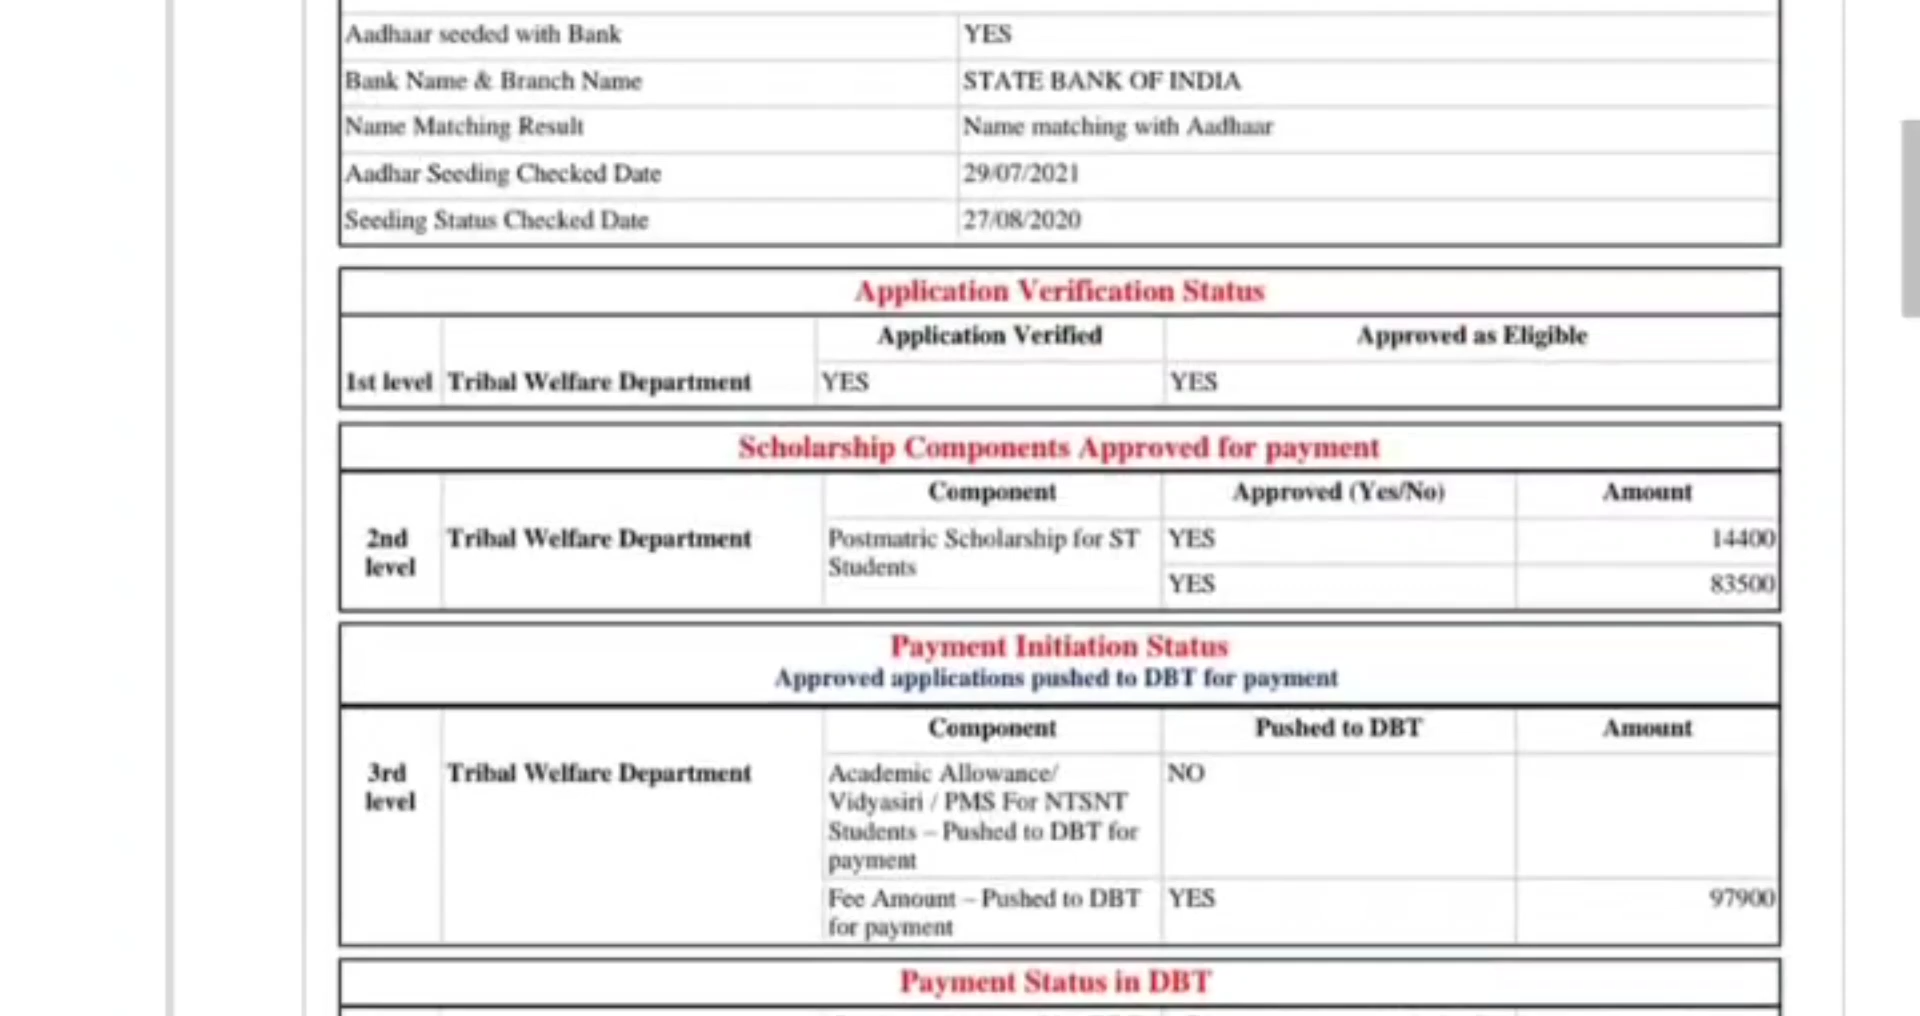 Aadhaar seeded with Bank YES
Bank Name & Branch Name STATE BANK OF INDIA
Name Matching Result Name matching with Aadhaar
Aadhar Seeding Checked Date 29/07/2021
Seeding Status Checked Date 27/08/2020
Application Verification Status
Application Verified Approved as Eligible
1st level Tribal Welfare Department YES YES
Scholarship Components Approved for payment
Component Approved (Yes/No) Amount
2nd level Tribal Welfare Department Postmatric Scholarship for ST Students YES 14400
YES 83500
Payment Initiation Status
Approved applications pushed to DBT for payment
Component Pushed to DBT Amount
3rd level Tribal Welfare Department Academic Allowance/ Vidyasiri / PMS For NTSNT Students – Pushed to DBT for payment NO
Fee Amount – Pushed to DBT for payment YES 97900
Payment Status in DBT